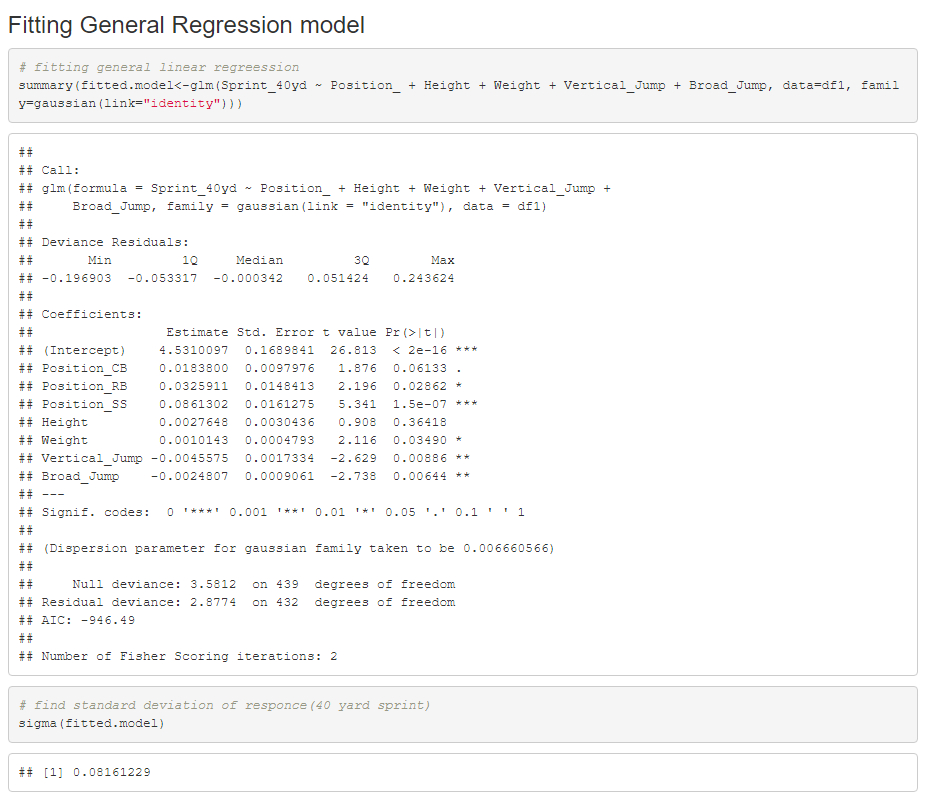 Fitting General Regression model
# fitting general linear regreession
summary(fitted.model<-glm(Sprint_40yd ~ Position_ + Height + Weight + Vertical_Jump + Broad_Jump, data=df1, famil
y=gaussian(link="identity")))
##
## Call:
## glm(formula = Sprint_40yd ~ Position_ + Height + Weight + Vertical_Jump +
##     Broad_Jump, family = gaussian(link = "identity"), data = df1)
##
## Deviance Residuals:
##       Min         1Q     Median         3Q        Max
## -0.196903  -0.053317  -0.000342   0.051424   0.243624
##
## Coefficients:
##                 Estimate Std. Error t value Pr(>|t|)
## (Intercept)    4.5310097  0.1689841  26.813  < 2e-16 ***
## Position_CB    0.0183800  0.0097976   1.876  0.06133 .
## Position_RB    0.0325911  0.0148413   2.196  0.02862 *
## Position_SS    0.0861302  0.0161275   5.341  1.5e-07 ***
## Height         0.0027648  0.0030436   0.908  0.36418
## Weight         0.0010143  0.0004793   2.116  0.03490 *
## Vertical_Jump -0.0045575  0.0017334  -2.629  0.00886 **
## Broad_Jump    -0.0024807  0.0009061  -2.738  0.00644 **
## ---
## Signif. codes:  0 '***' 0.001 '**' 0.01 '*' 0.05 '.' 0.1 ' ' 1
##
## (Dispersion parameter for gaussian family taken to be 0.006660566)
##
##     Null deviance: 3.5812  on 439  degrees of freedom
## Residual deviance: 2.8774  on 432  degrees of freedom
## AIC: -946.49
##
## Number of Fisher Scoring iterations: 2
# find standard deviation of responce(40 yard sprint)
sigma(fitted.model)
## [1] 0.08161229